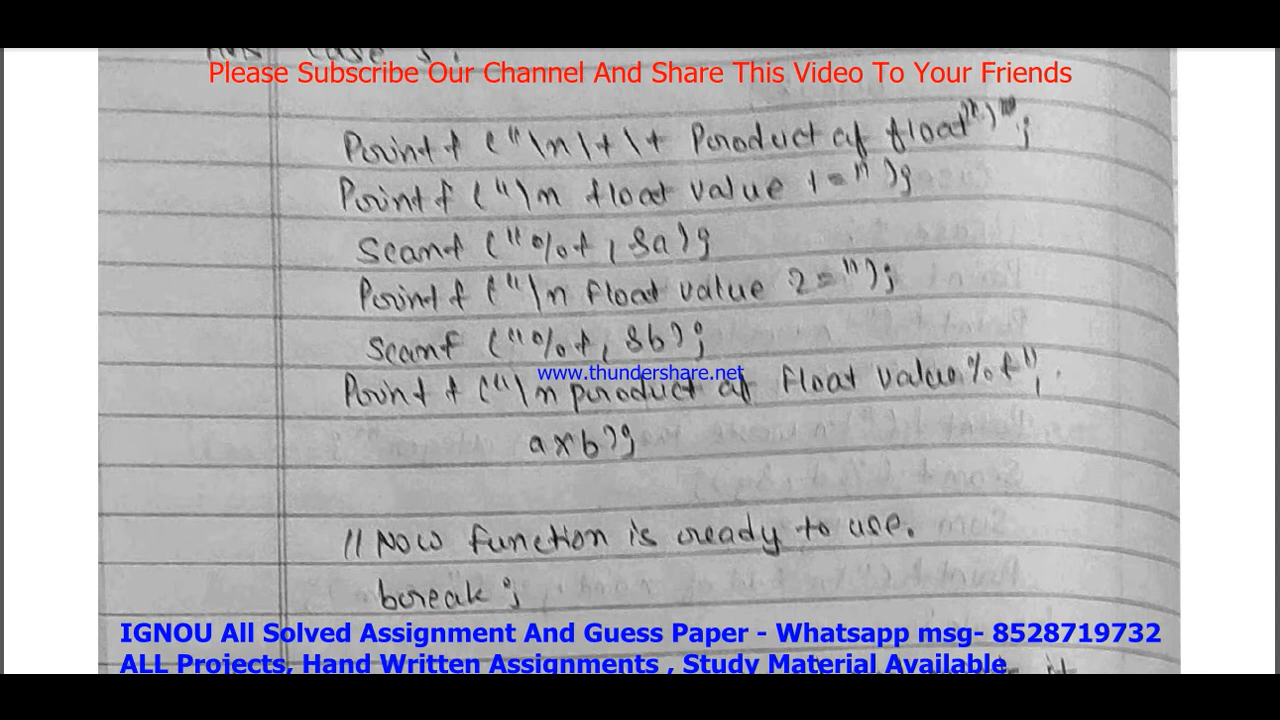 Please Subscribe Our Channel And Share This Video To Your Friends
Printf ("\n\t\t Product of float");
Printf ("\n float value 1=");
Scanf ("%f, &a);
Printf ("\n float value 2=");
Scanf ("%f, &b);
www.thundershare.net
Printf ("\n product of float value %f",
a×b);
// Now function is ready to use.
break;
IGNOU All Solved Assignment And Guess Paper - Whatsapp msg- 8528719732
ALL Projects, Hand Written Assignments , Study Material Available